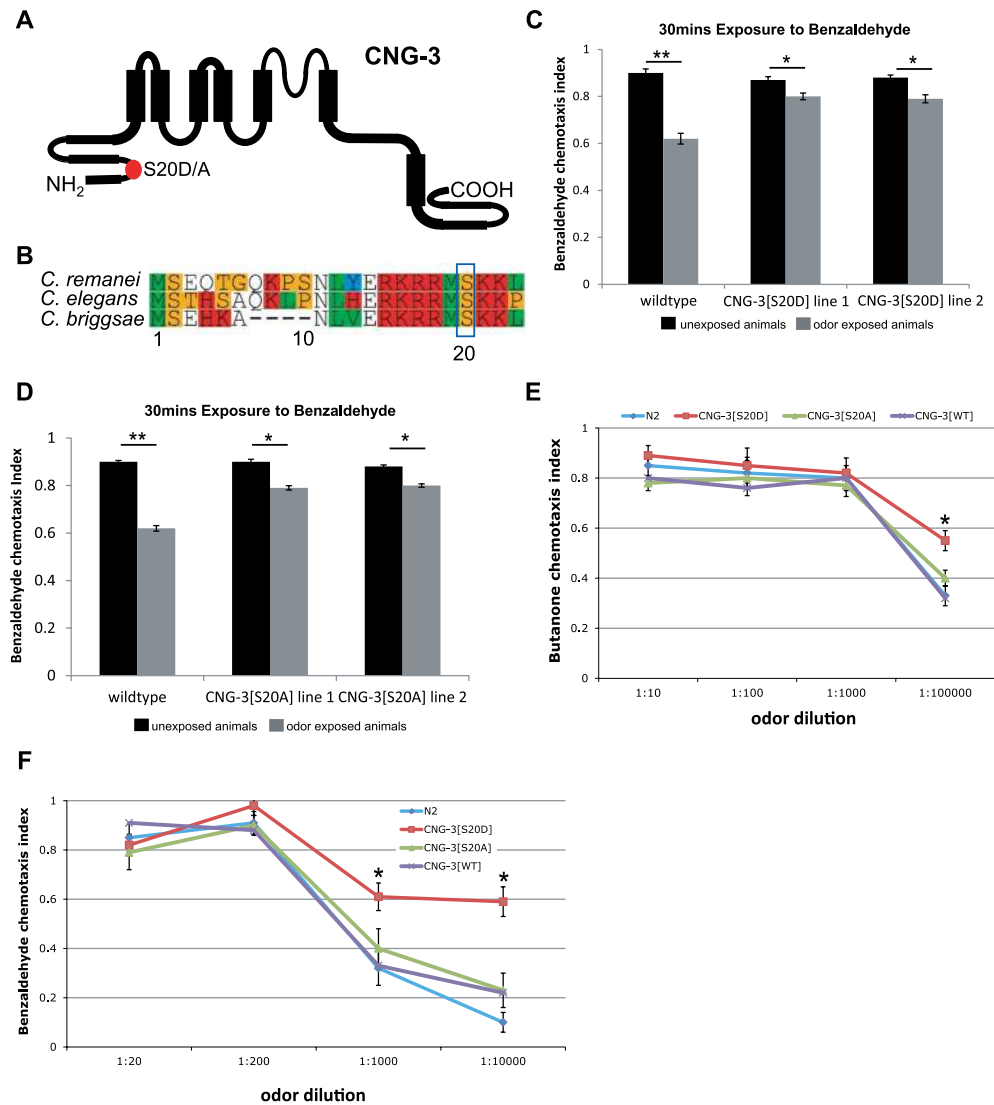 A
CNG-3
S20D/A
NH2
COOH
B
C. remanei MSEQTGQKPSNLYERKRRMSKKL
C. elegans MSTHSAQKLPNLHERKRRMSKKP
C. briggsae MSEHKA----NLVERKRRMSKKL
1 10 20
C
30mins Exposure to Benzaldehyde
Benzaldehyde chemotaxis index
1
0.8
0.6
0.4
0.2
0
** * *
wildtype CNG-3[S20D] line 1 CNG-3[S20D] line 2
unexposed animals odor exposed animals
D
30mins Exposure to Benzaldehyde
Benzaldehyde chemotaxis Index
1
0.8
0.6
0.4
0.2
0
** * *
wildtype CNG-3[S20A] line 1 CNG-3[S20A] line 2
unexposed animals odor exposed animals
E
N2 CNG-3[S20D] CNG-3[S20A] CNG-3[WT]
Butanone chemotaxis index
1
0.8
0.6
0.4
0.2
0
*
1:10 1:100 1:1000 1:100000
odor dilution
F
N2
CNG-3[S20D]
CNG-3[S20A]
CNG-3[WT]
Benzaldehyde chemotaxis index
1
0.8
0.6
0.4
0.2
0
* *
1:20 1:200 1:1000 1:10000
odor dilution